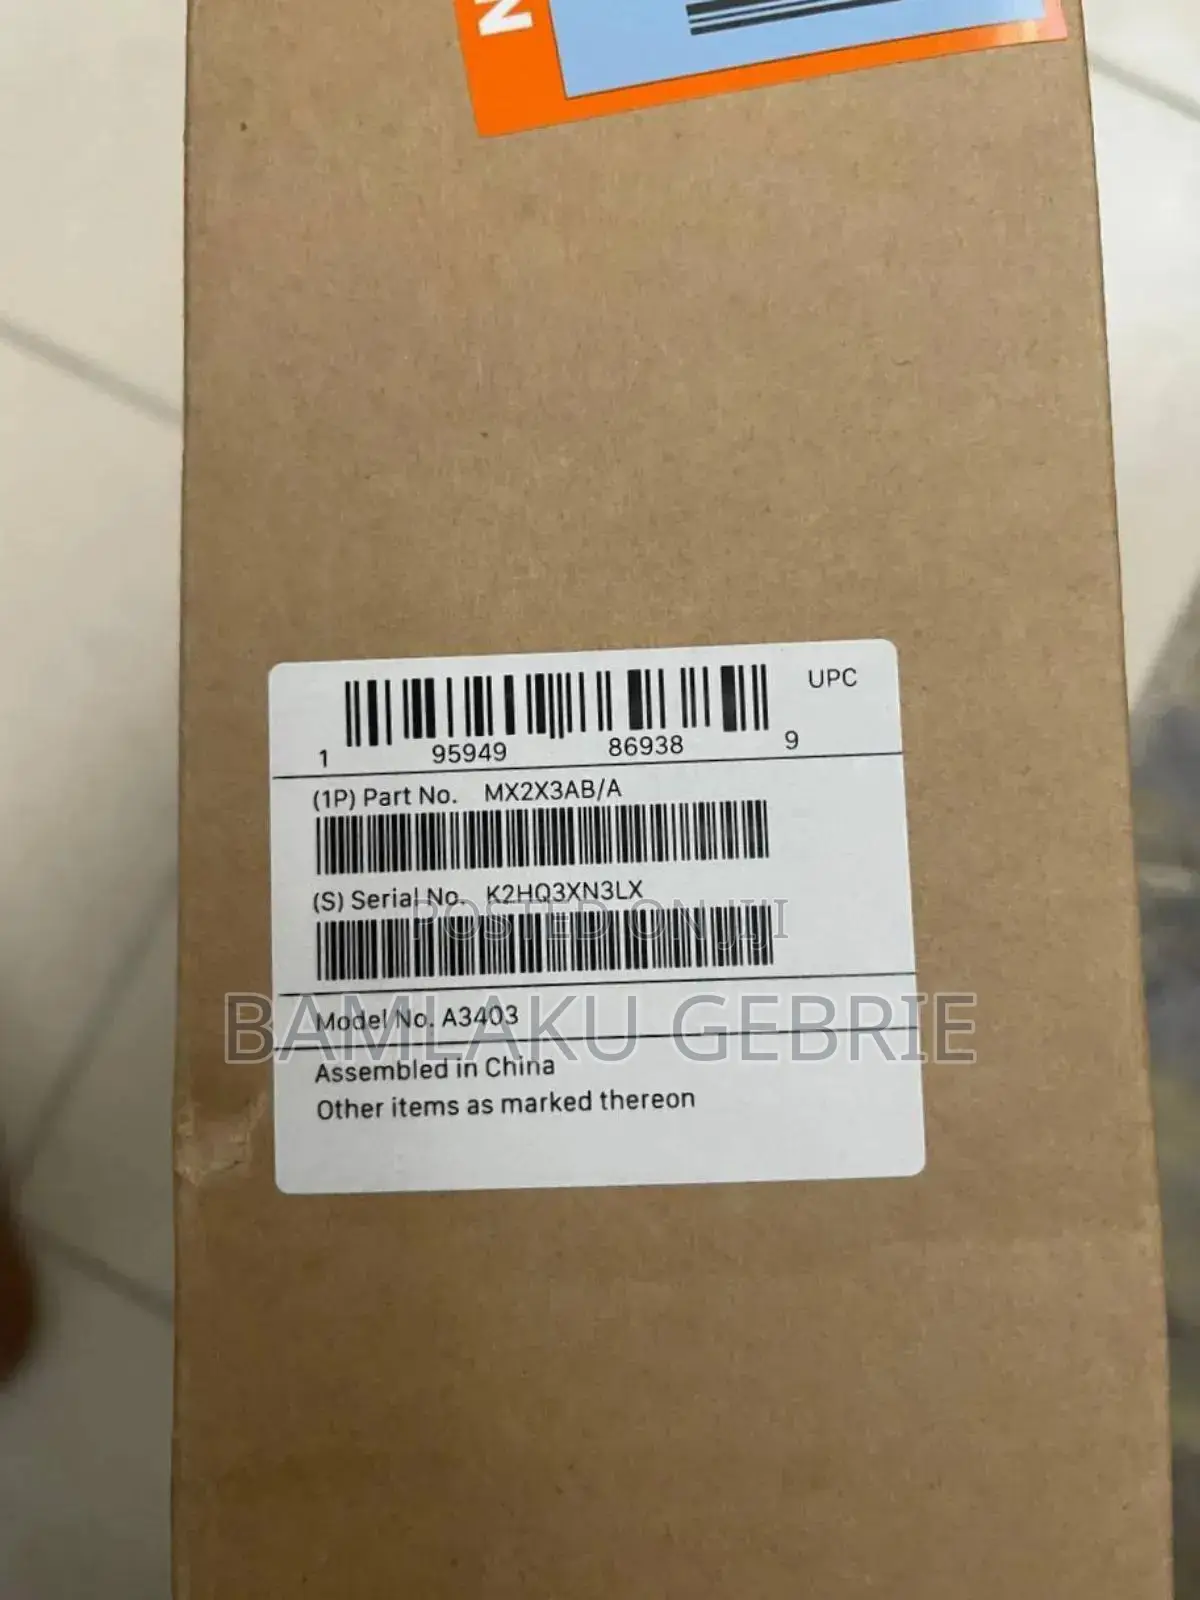 N
UPC
1 95949 86938 9
(1P) Part No. MX2X3AB/A
(S) Serial No. K2HQ3XN3LX
POSTED ON JIJI
BAMLAKU GEBRIE
Model No. A3403
Assembled in China
Other items as marked thereon